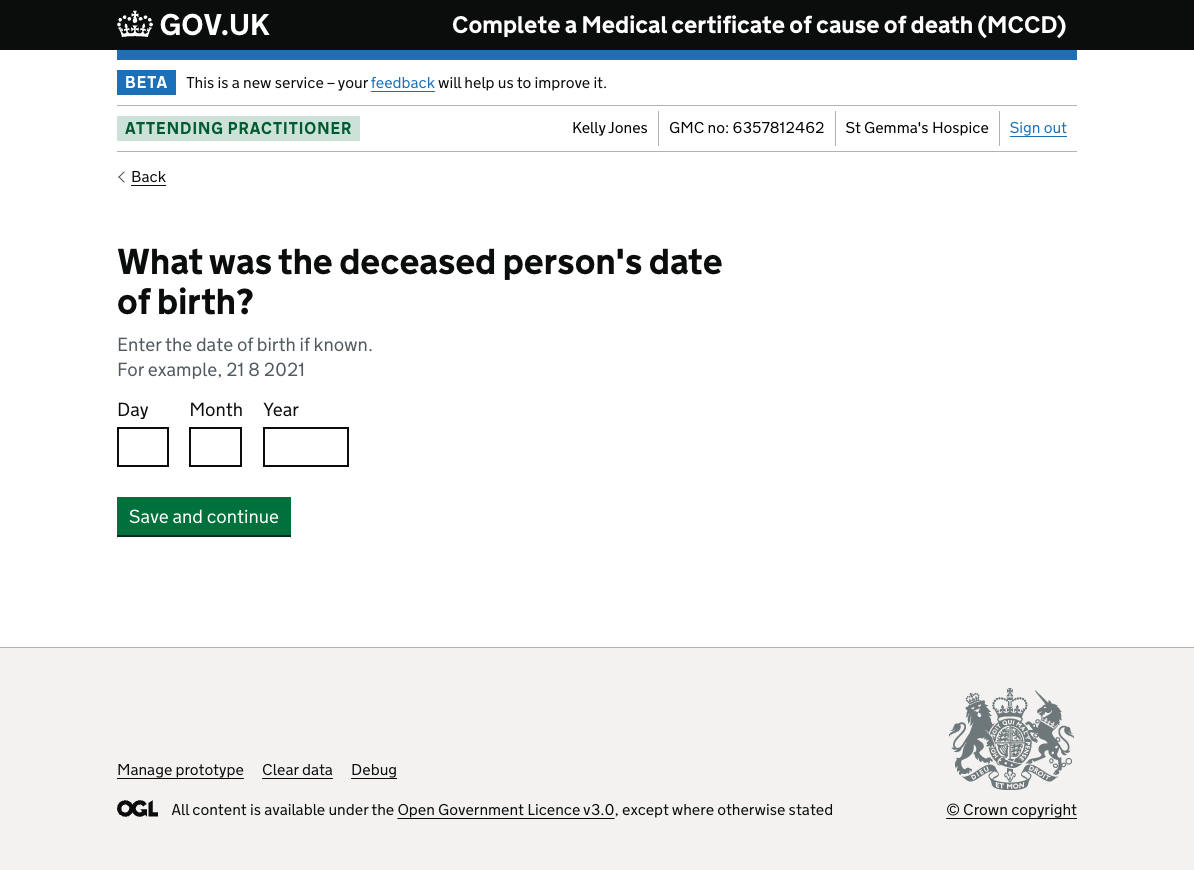 GOV.UK
Complete a Medical certificate of cause of death (MCCD)
BETA This is a new service – your feedback will help us to improve it.
ATTENDING PRACTITIONER
Kelly Jones
GMC no: 6357812462
St Gemma's Hospice
Sign out
Back
What was the deceased person's date
of birth?
Enter the date of birth if known.
For example, 21 8 2021
Day Month Year
Save and continue
Manage prototype Clear data Debug
OGL All content is available under the Open Government Licence v3.0, except where otherwise stated
DIEU ET MON DROIT
© Crown copyright